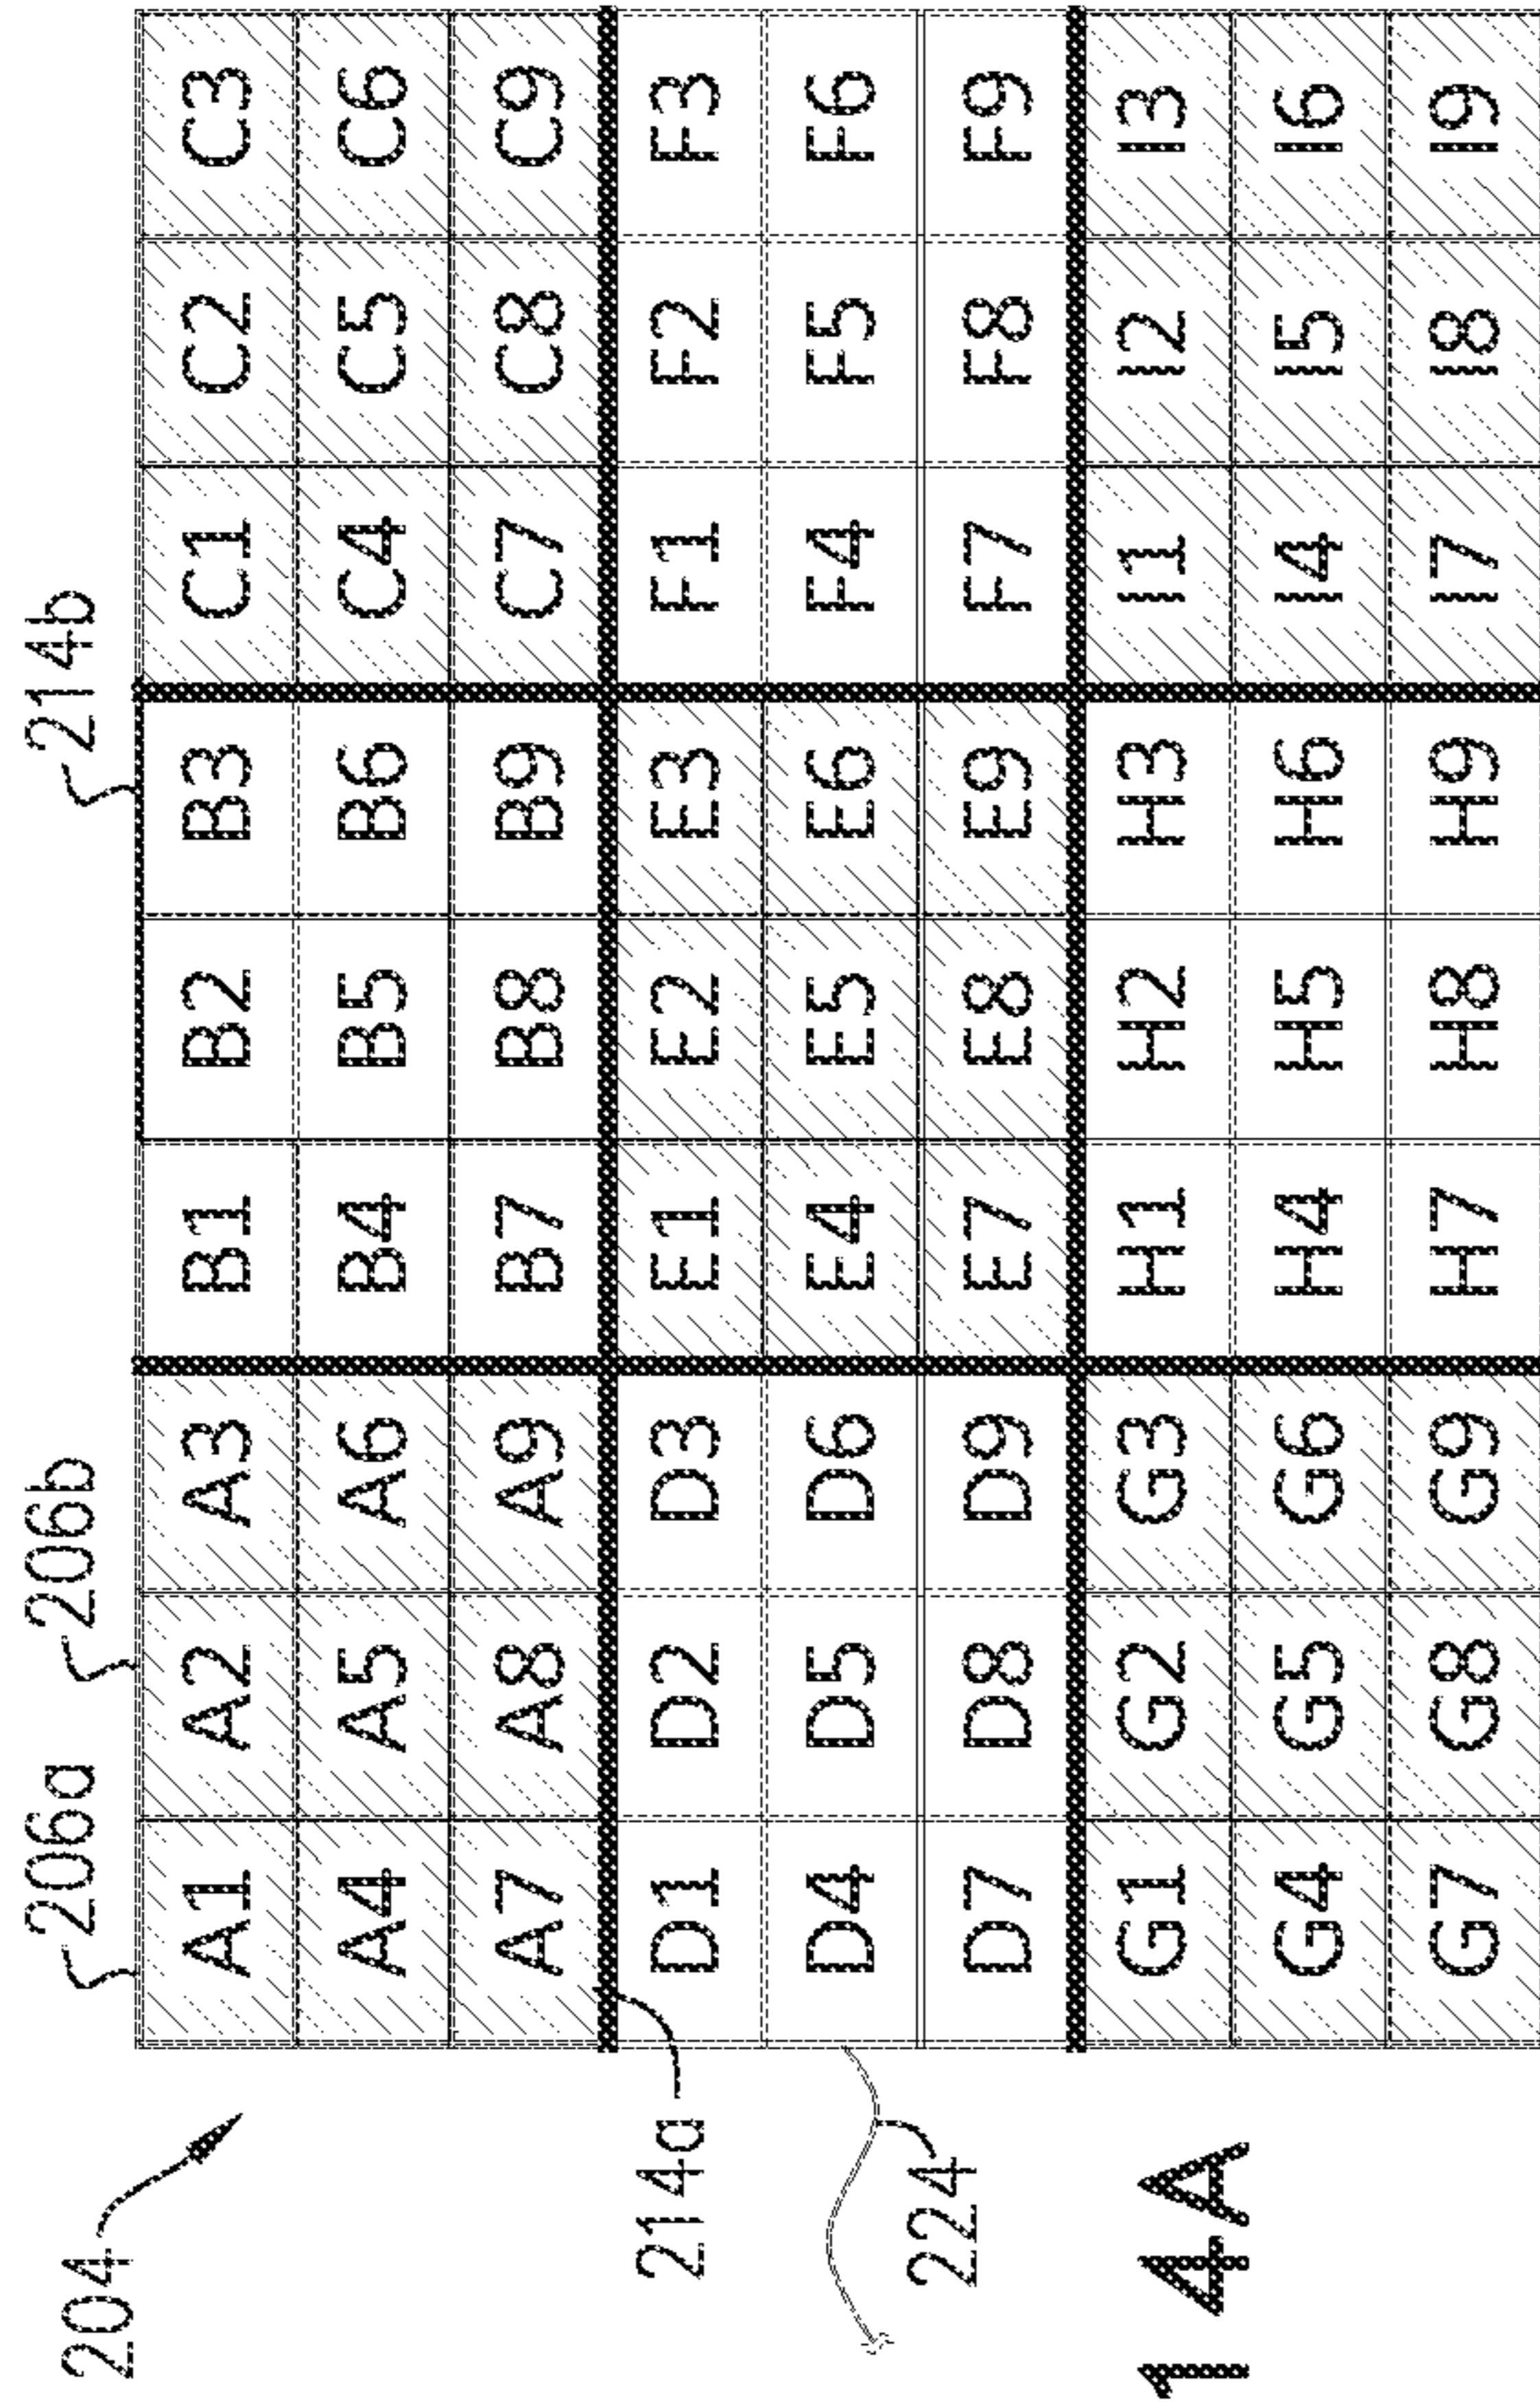 204 206a 206b 214b
A1 A2 A3 B1 B2 B3 C1 C2 C3
A4 A5 A6 B4 B5 B6 C4 C5 C6
A7 A8 A9 B7 B8 B9 C7 C8 C9
214a D1 D2 D3 E1 E2 E3 F1 F2 F3
D4 D5 D6 E4 E5 E6 F4 F5 F6
224 D7 D8 D9 E7 E8 E9 F7 F8 F9
14A G1 G2 G3 H1 H2 H3 I1 I2 I3
G4 G5 G6 H4 H5 H6 I4 I5 I6
G7 G8 G9 H7 H8 H9 I7 I8 I9